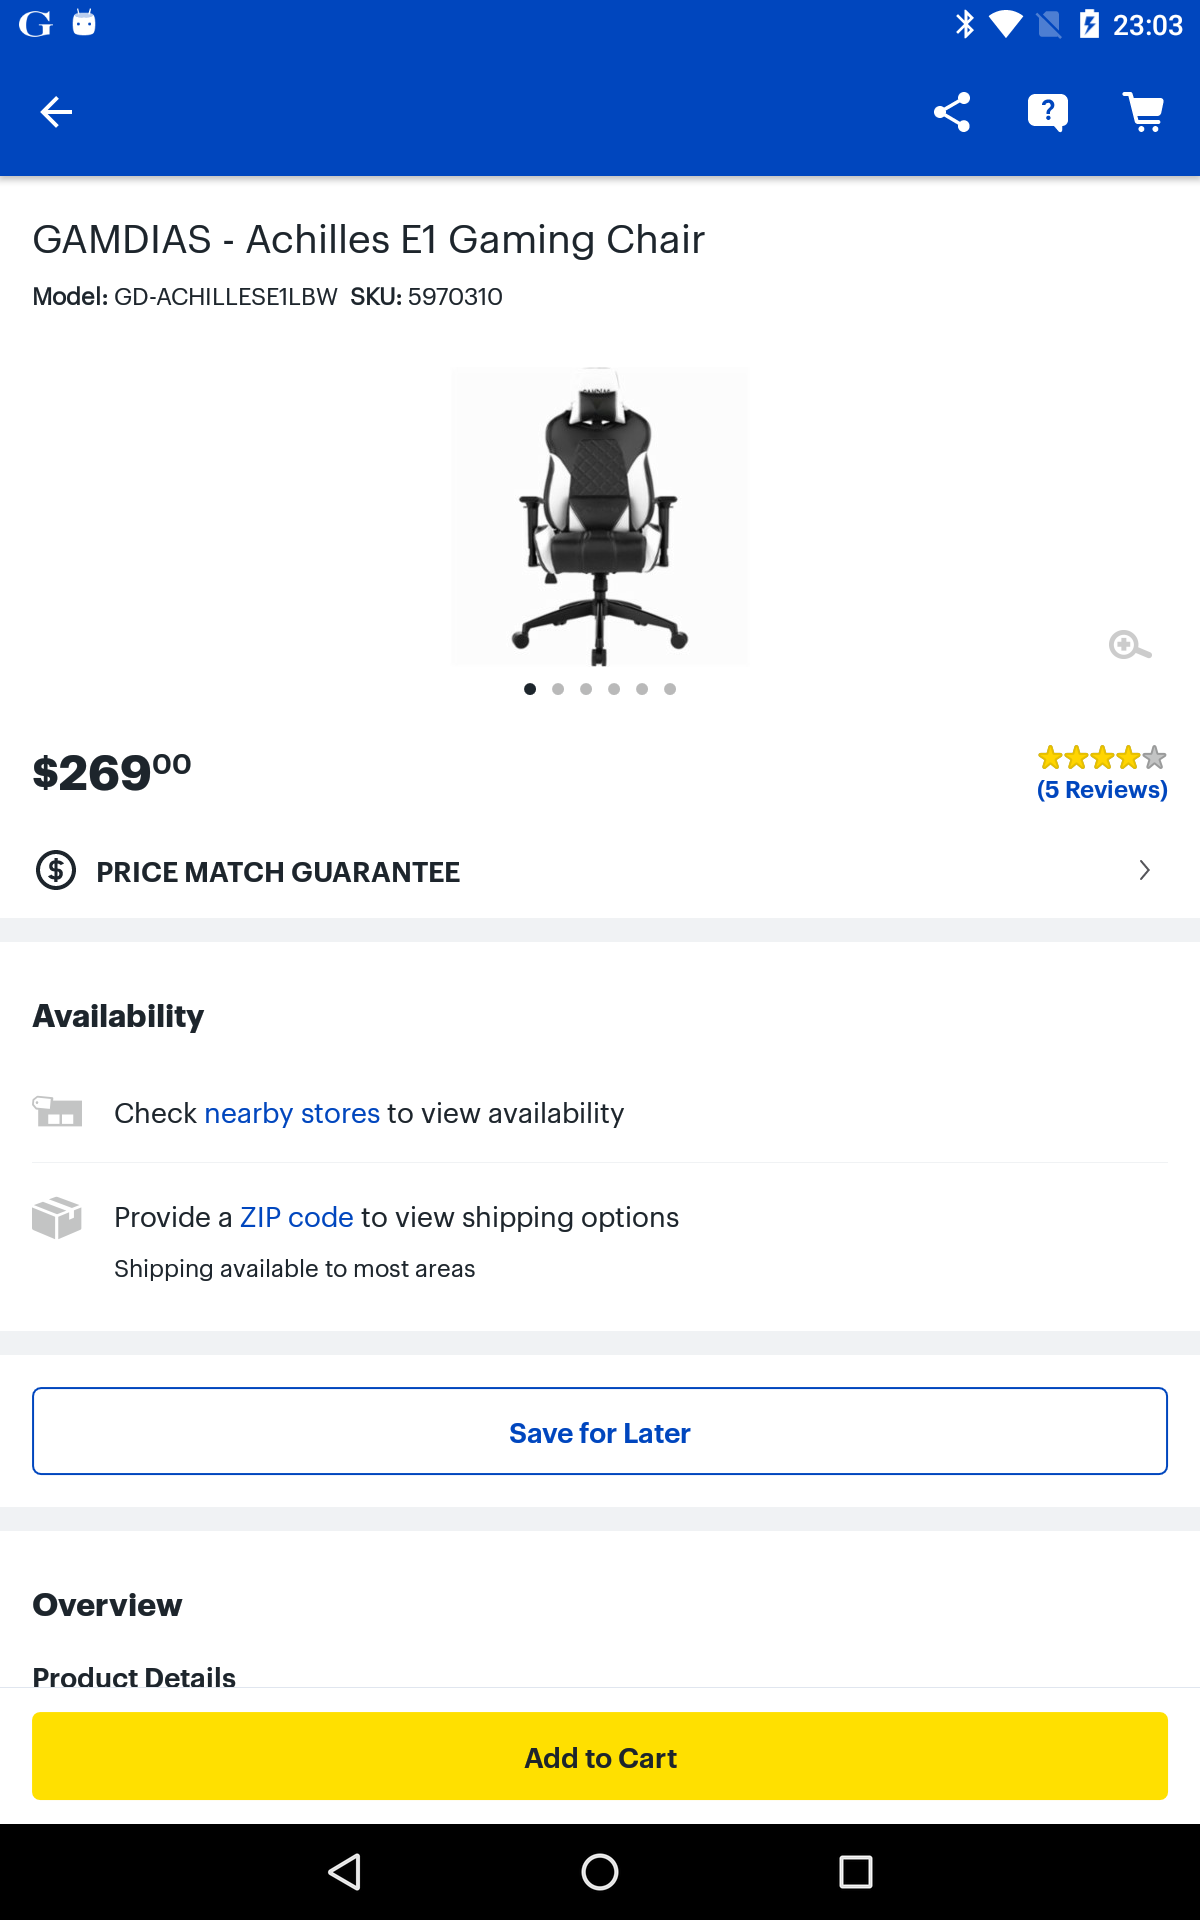 23:03
GAMDIAS - Achilles E1 Gaming Chair
Model: GD-ACHILLESE1LBW SKU: 5970310
GAMDIAS
$26900
(5 Reviews)
PRICE MATCH GUARANTEE
Availability
Check nearby stores to view availability
Provide a ZIP code to view shipping options
Shipping available to most areas
Save for Later
Overview
Product Details
Add to Cart